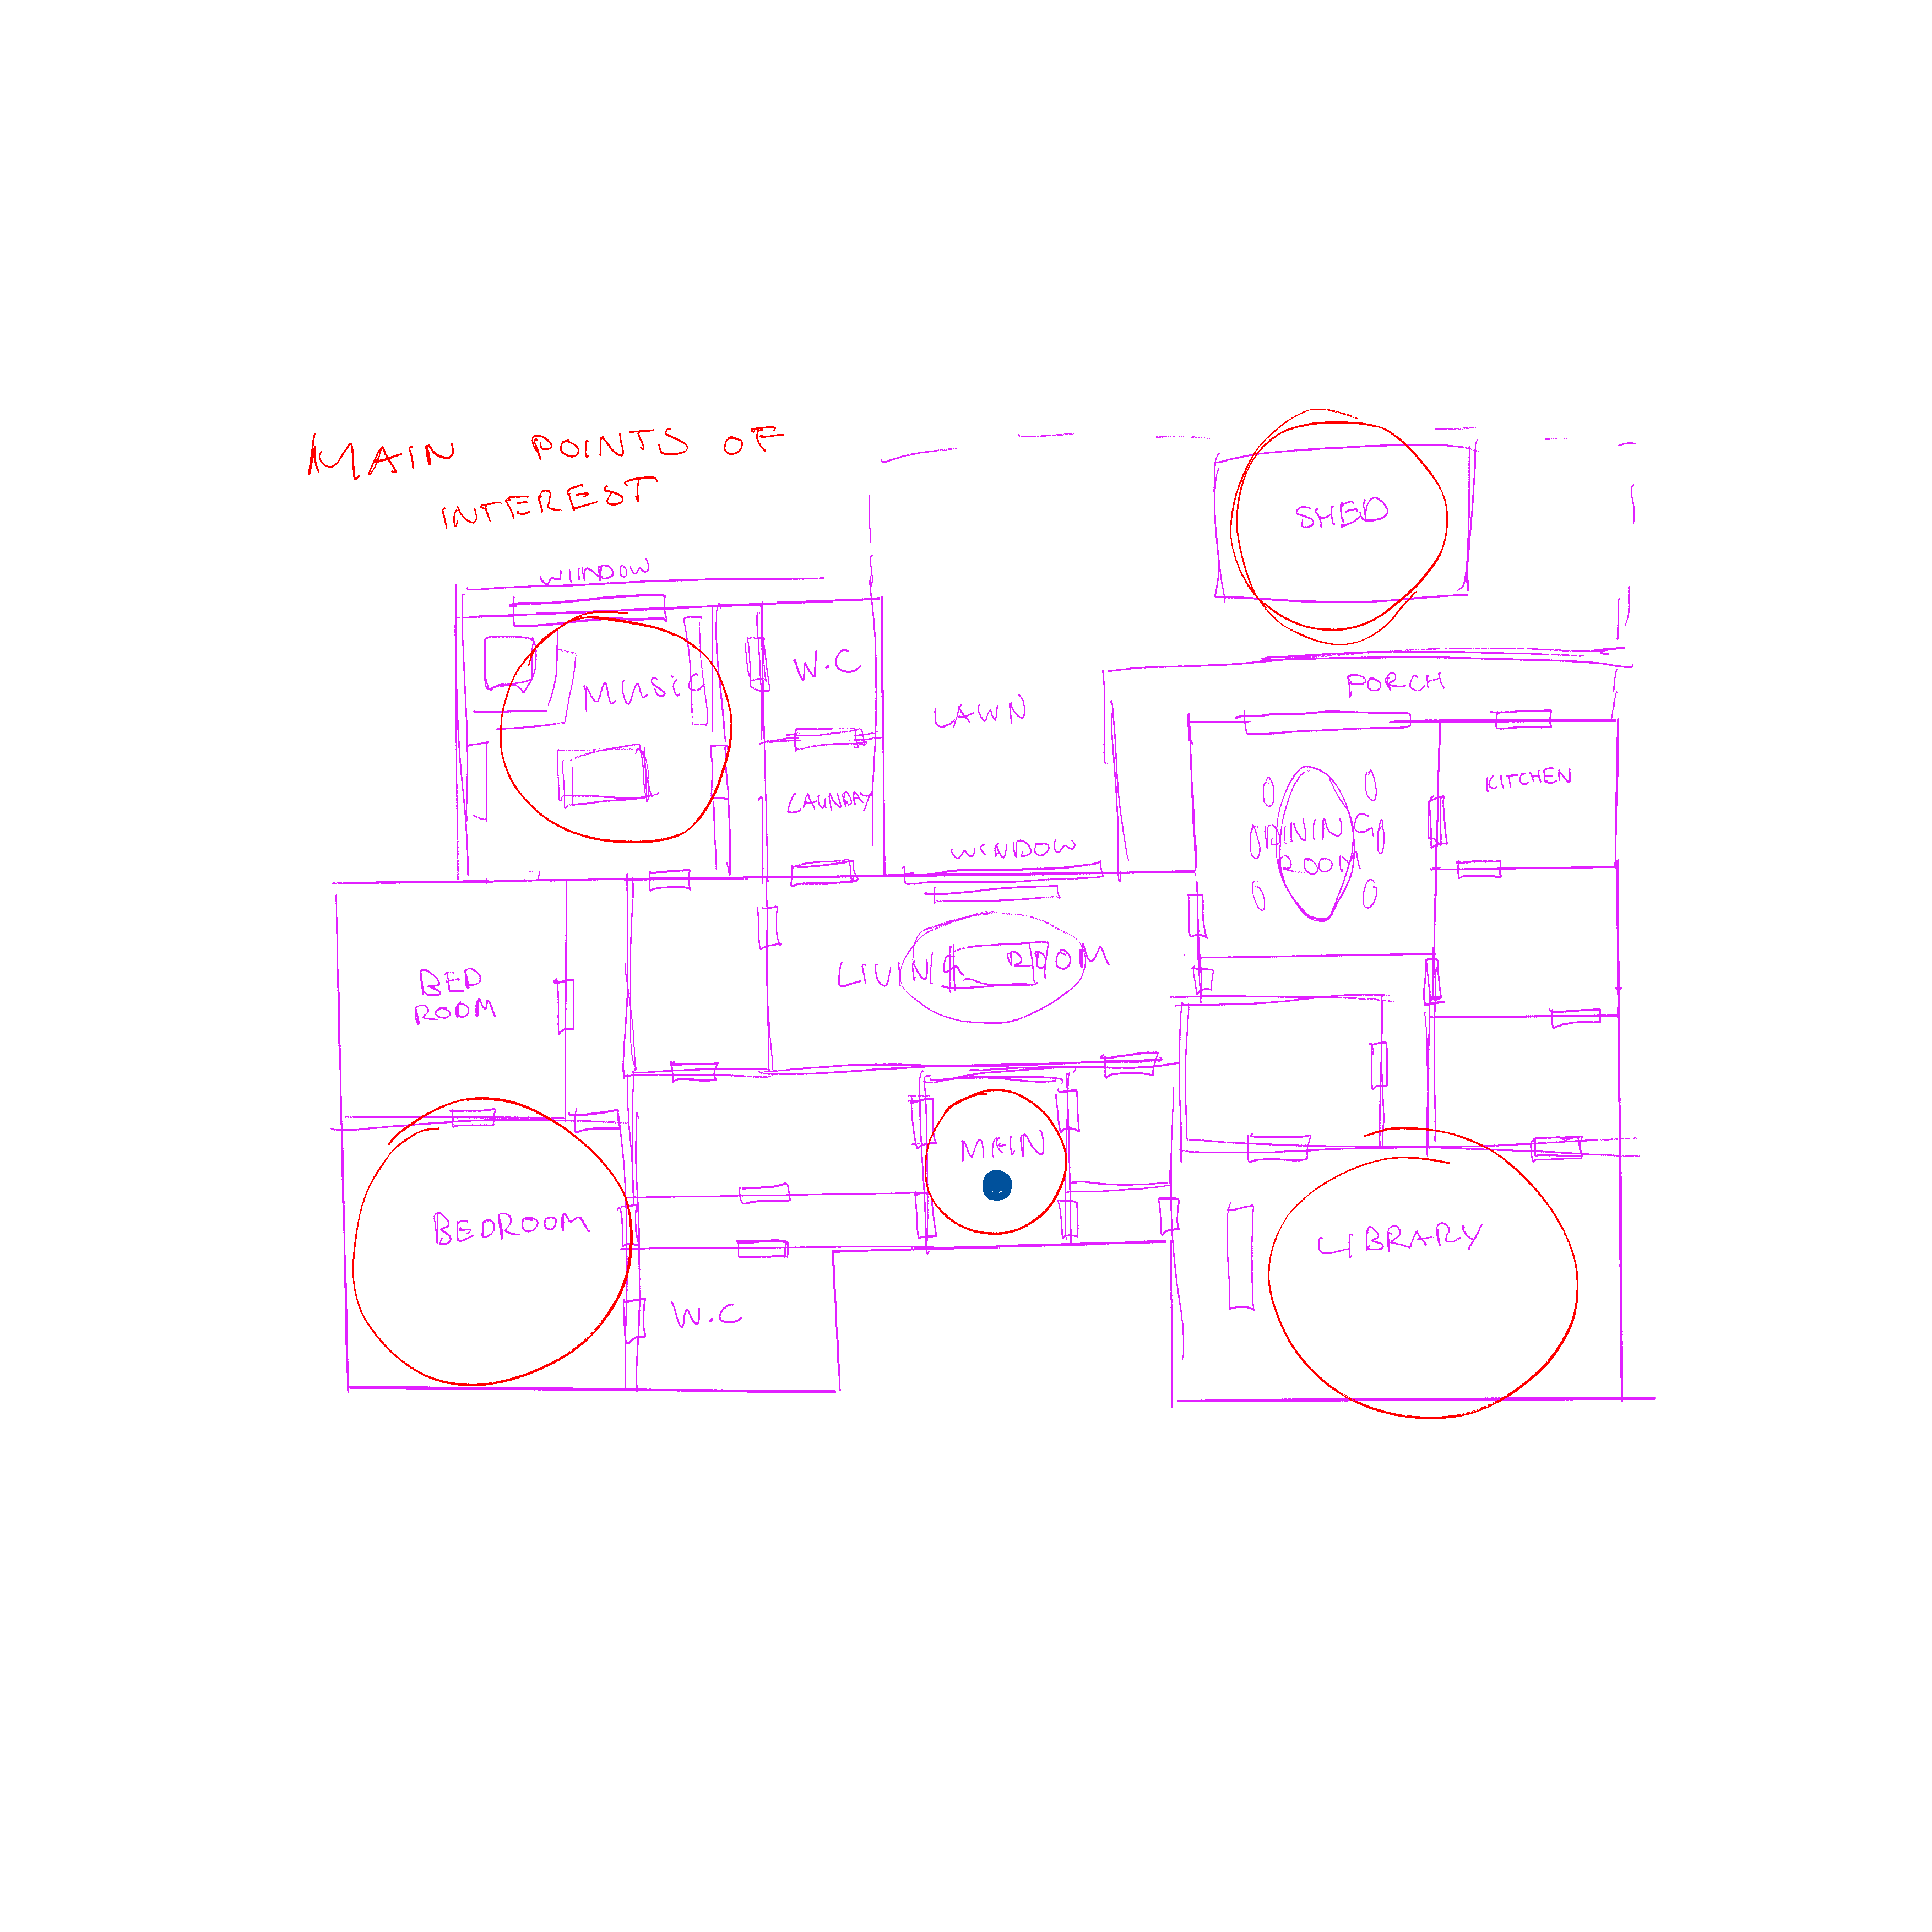 MAIN POINTS OF
INTEREST
SHED
WIINDOW
MUSIC
W.C
LAWN
PORCH
KITCHEN
LAUNDRY
DINING
ROOM
WINDOW
LIVING ROOM
BED
ROOM
MAIN
BEDROOM
LIBRARY
W.C